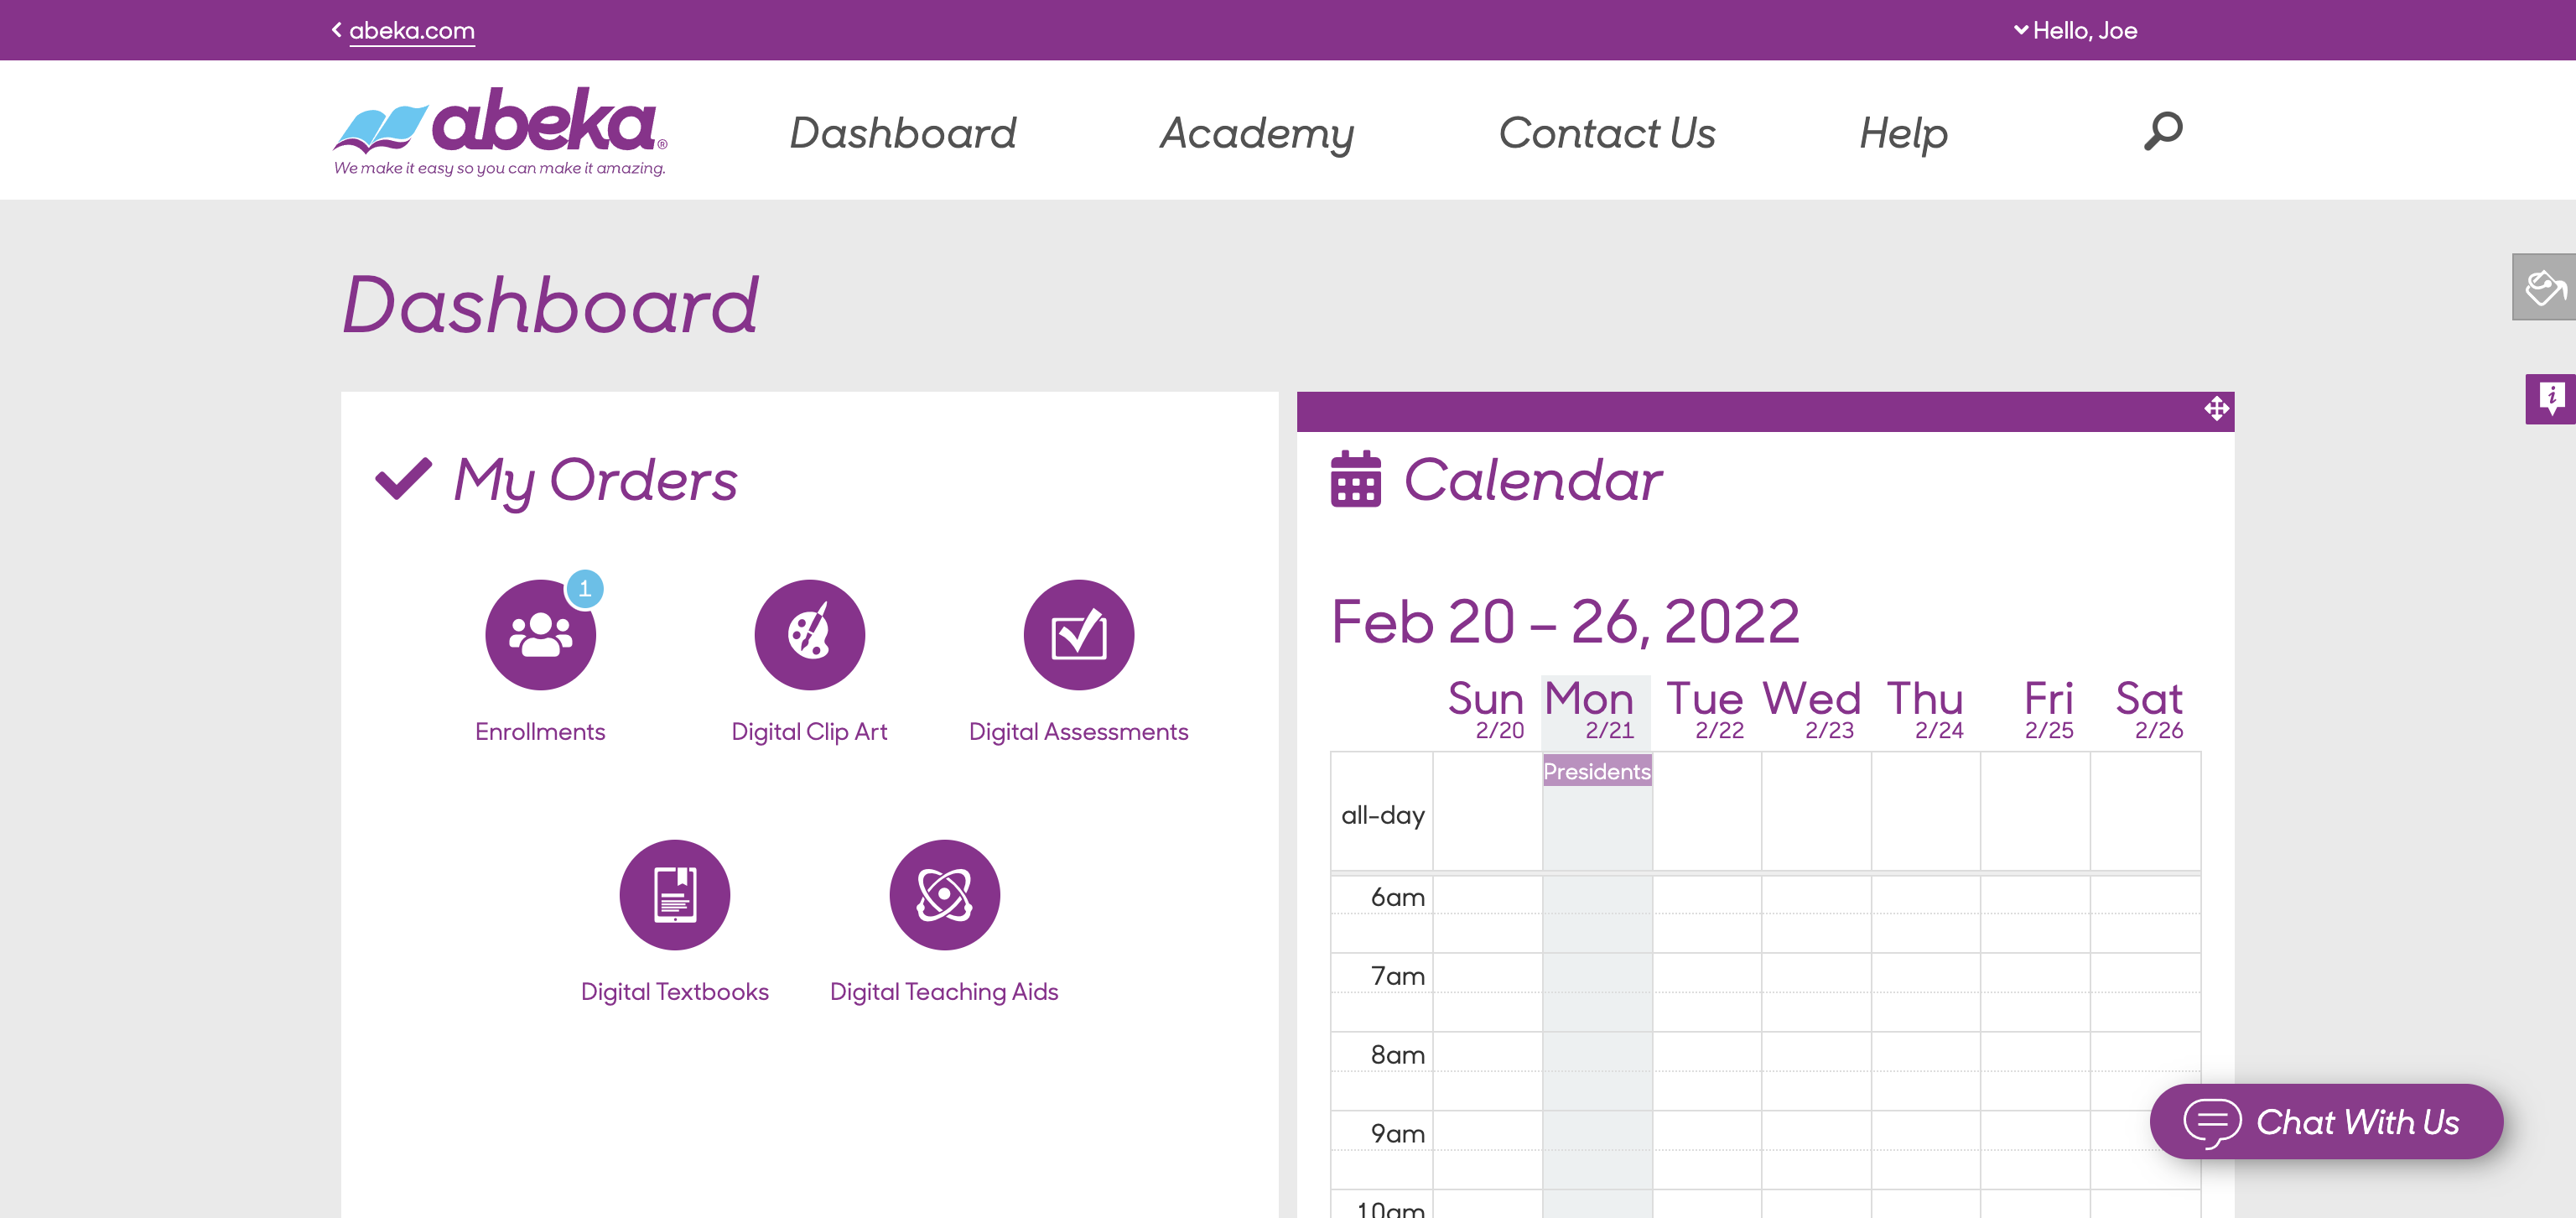 abeka.com
Hello, Joe
abeka®
We make it easy so you can make it amazing.
Dashboard
Academy
Contact Us
Help
Dashboard
My Orders
1
Enrollments
Digital Clip Art
Digital Assessments
Digital Textbooks
Digital Teaching Aids
Calendar
Feb 20 – 26, 2022
Sun Mon Tue Wed Thu Fri Sat
2/20 2/21 2/22 2/23 2/24 2/25 2/26
Presidents
all-day
6am
7am
8am
9am
10am
Chat With Us